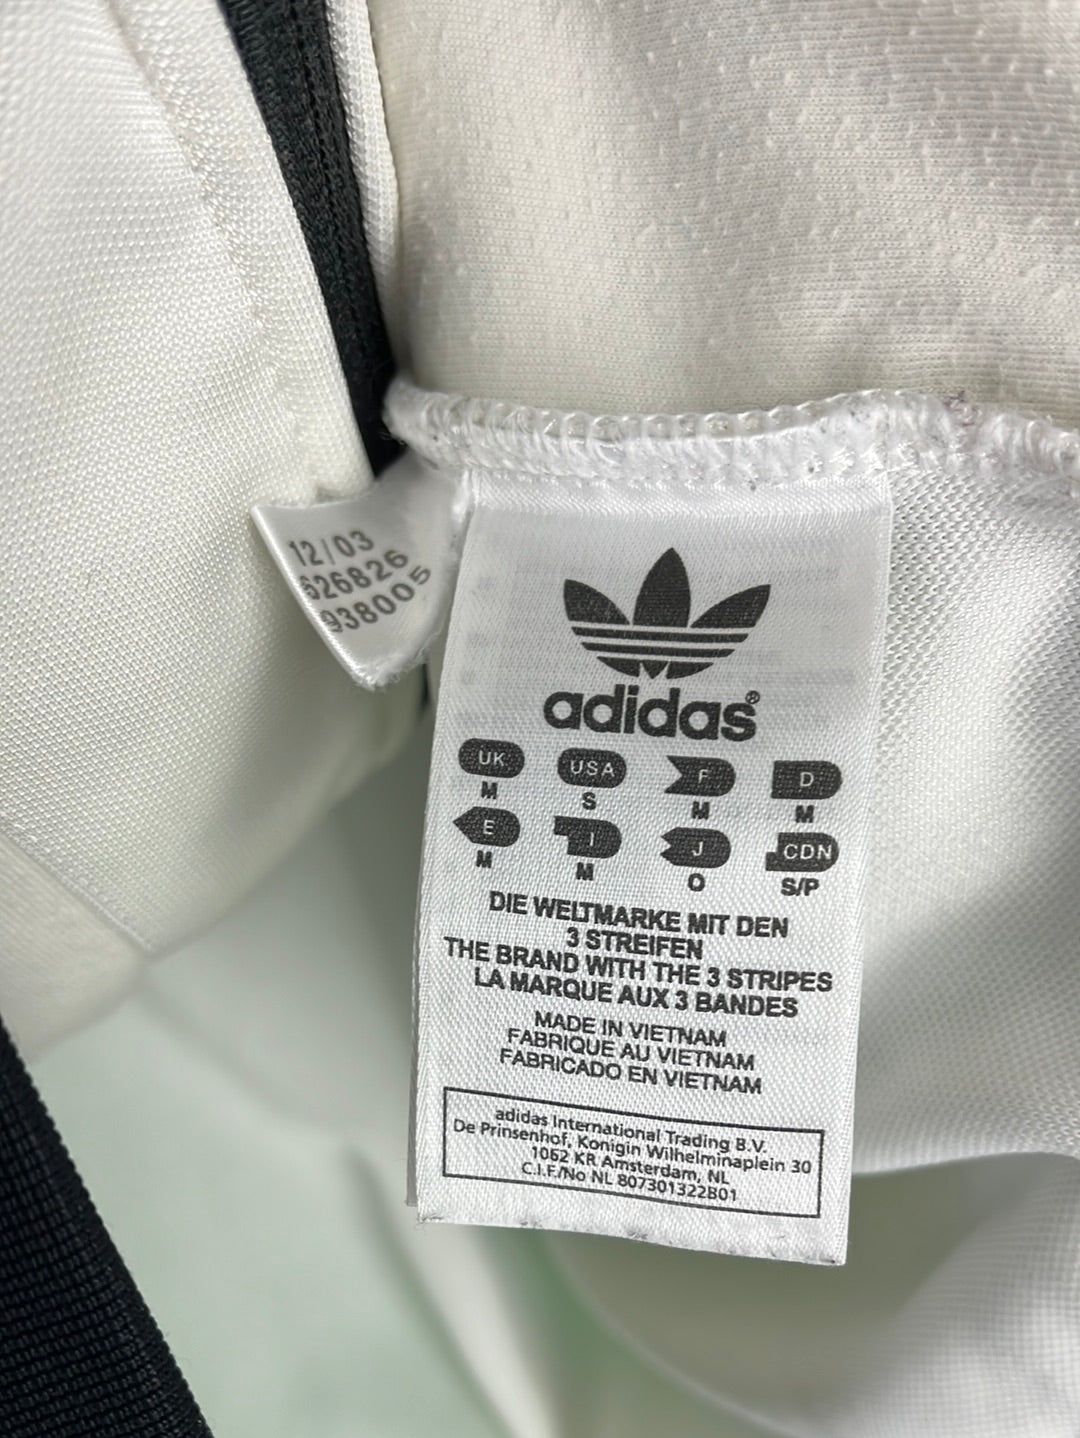 12/03
626826
938005
adidas®
UK USA F D
M S M M
E I J CDN
M M O S/P
DIE WELTMARKE MIT DEN
3 STREIFEN
THE BRAND WITH THE 3 STRIPES
LA MARQUE AUX 3 BANDES
MADE IN VIETNAM
FABRIQUE AU VIETNAM
FABRICADO EN VIETNAM
adidas International Trading B.V.
De Prinsenhof, Konigin Wilhelminaplein 30
1062 KR Amsterdam, NL
C.I.F./No NL 807301322B01